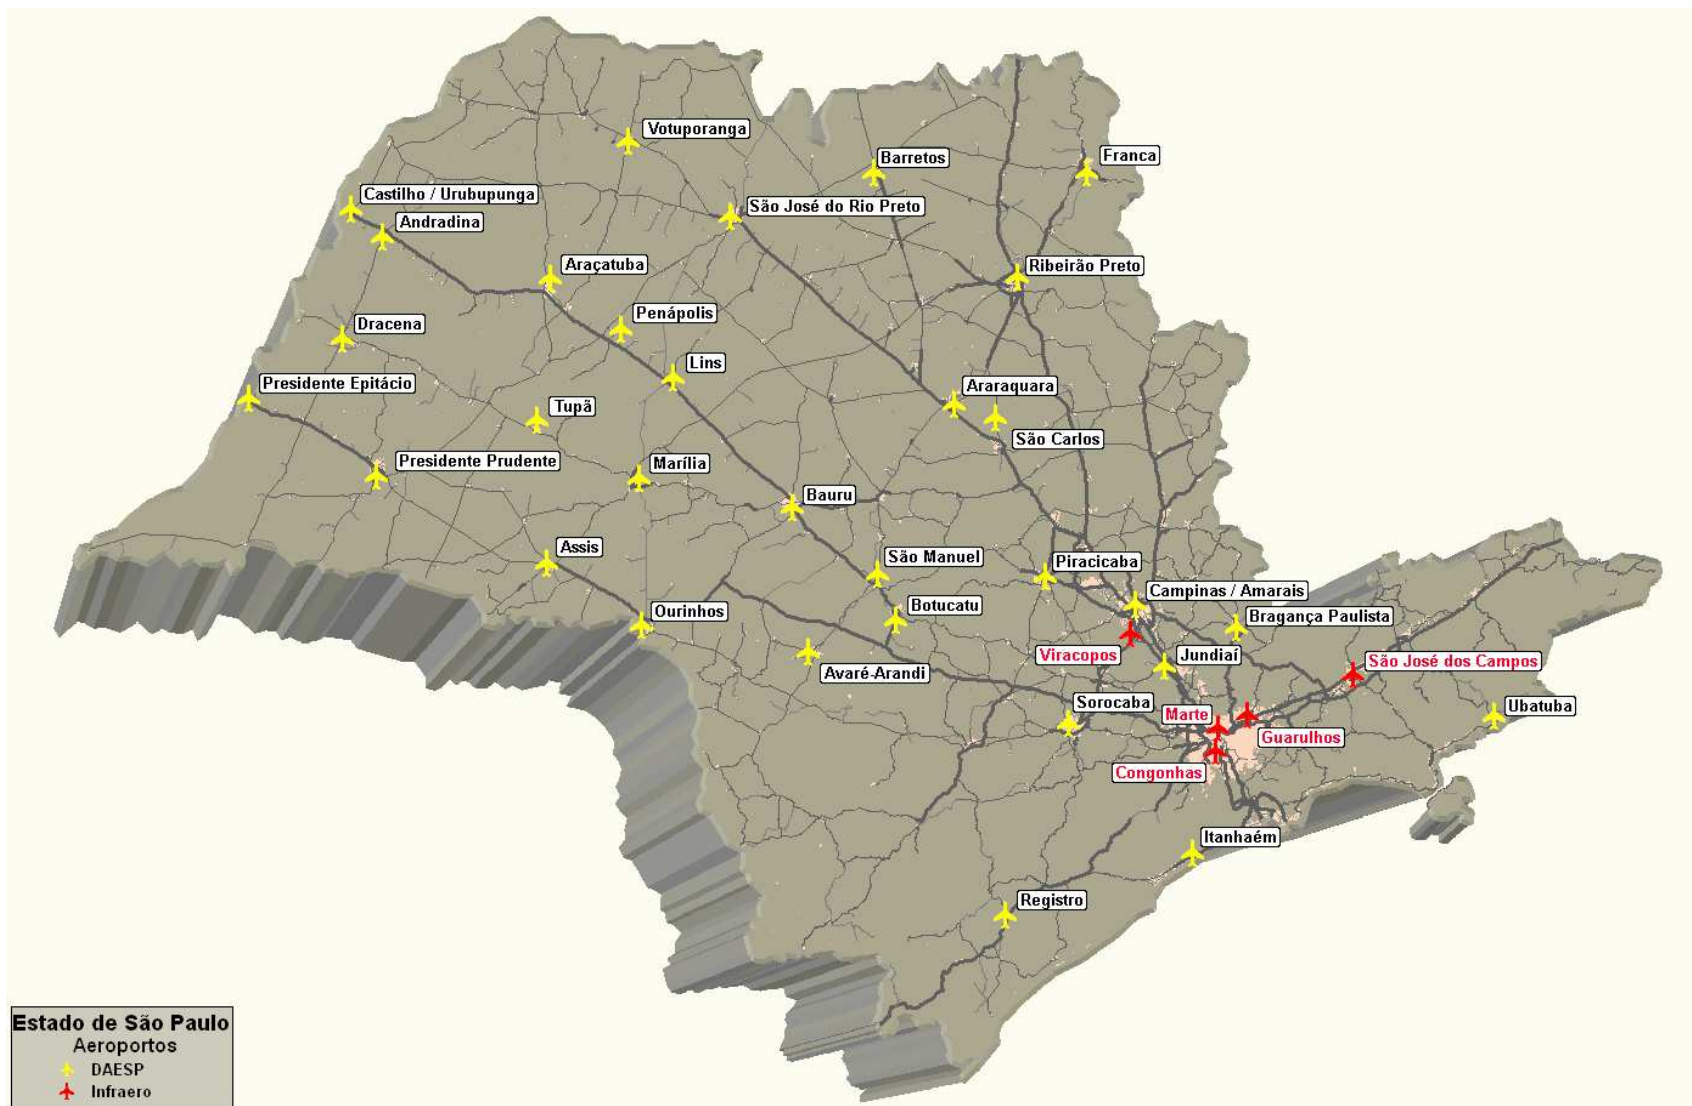 Votuporanga
Barretos
Franca
Castilho / Urubupunga
São José do Rio Preto
Andradina
Araçatuba
Ribeirão Preto
Penápolis
Dracena
Lins
Presidente Epitácio
Araraquara
Tupã
São Carlos
Presidente Prudente
Marília
Bauru
Assis
São Manuel
Piracicaba
Campinas / Amarais
Ourinhos
Botucatu
Bragança Paulista
Viracopos
Jundiaí
São José dos Campos
Avaré-Arandi
Sorocaba
Marte
Ubatuba
Guarulhos
Congonhas
Itanhaém
Registro
Estado de São Paulo
Aeroportos
DAESP
Infraero